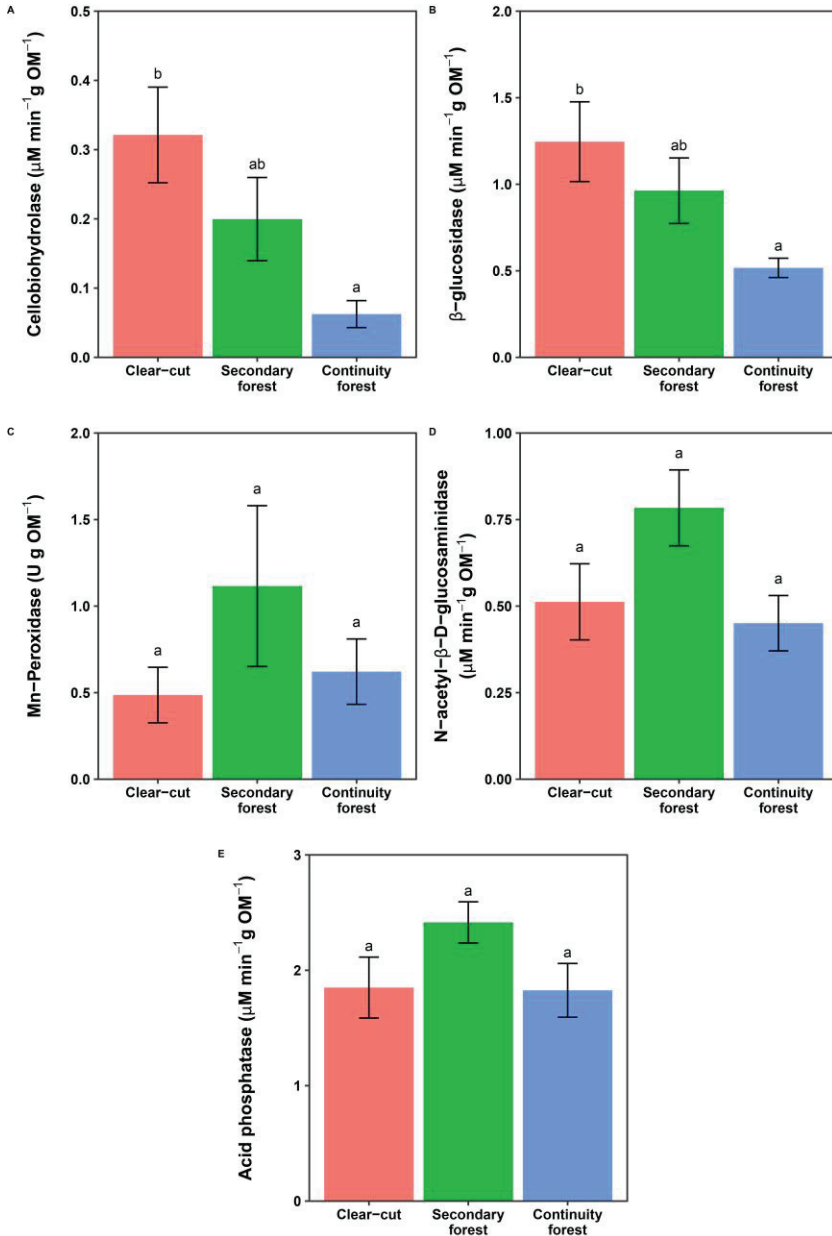 A
Cellobiohydrolase (µM min⁻¹g OM⁻¹)
0.5
0.4
0.3
0.2
0.1
0.0
b
ab
a
Clear−cut
Secondary
forest
Continuity
forest
B
β−glucosidase (µM min⁻¹g OM⁻¹)
2.0
1.5
1.0
0.5
0.0
b
ab
a
Clear−cut
Secondary
forest
Continuity
forest
C
Mn−Peroxidase (U g OM⁻¹)
2.0
1.5
1.0
0.5
0.0
a
a
a
Clear−cut
Secondary
forest
Continuity
forest
D
N−acetyl−β−D−glucosaminidase
(µM min⁻¹g OM⁻¹)
1.00
0.75
0.50
0.25
0.00
a
a
a
Clear−cut
Secondary
forest
Continuity
forest
E
Acid phosphatase (µM min⁻¹g OM⁻¹)
3
2
1
0
a
a
a
Clear−cut
Secondary
forest
Continuity
forest